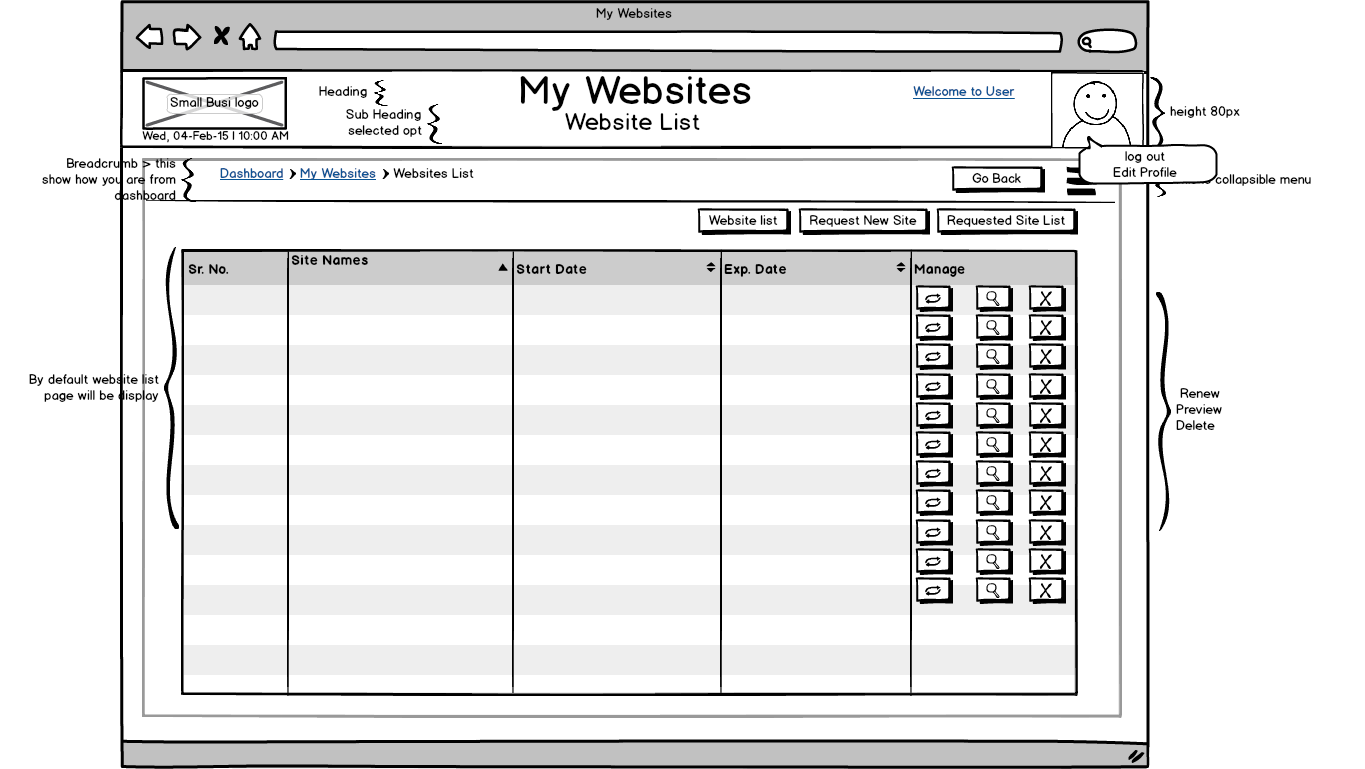 My Websites
Small Busi logo
Wed, 04-Feb-15 I 10:00 AM
Heading
Sub Heading
selected opt
My Websites
Website List
Welcome to User
height 80px
log out
Edit Profile
collapsible menu
Breadcrumb > this
show how you are from
dashboard
Dashboard
My Websites
Websites List
Go Back
Website list
Request New Site
Requested Site List
Sr. No.
Site Names
Start Date
Exp. Date
Manage
By default website list
page will be display
Renew
Preview
Delete